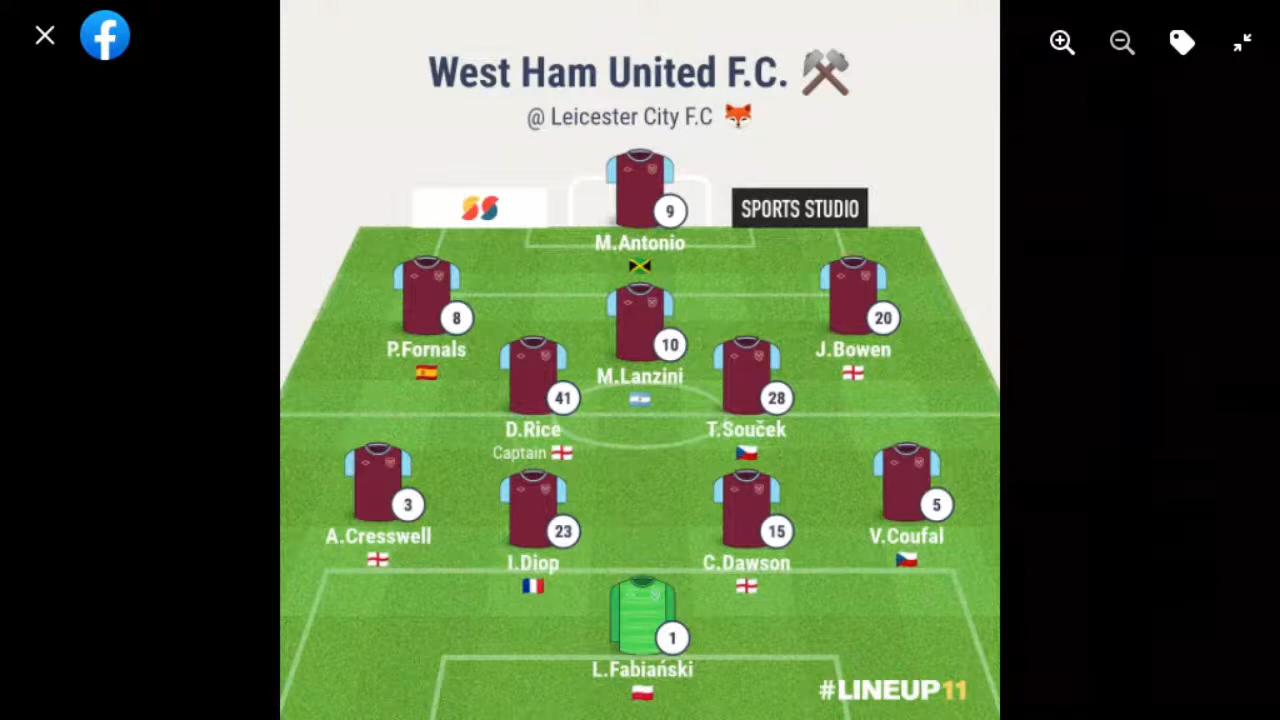 West Ham United F.C.
@ Leicester City F.C
SPORTS STUDIO
9
M.Antonio
8
P.Fornals
10
M.Lanzini
20
J.Bowen
41
D.Rice
Captain
28
T.Souček
3
A.Cresswell
23
I.Diop
15
C.Dawson
5
V.Coufal
1
L.Fabiański
#LINEUP11